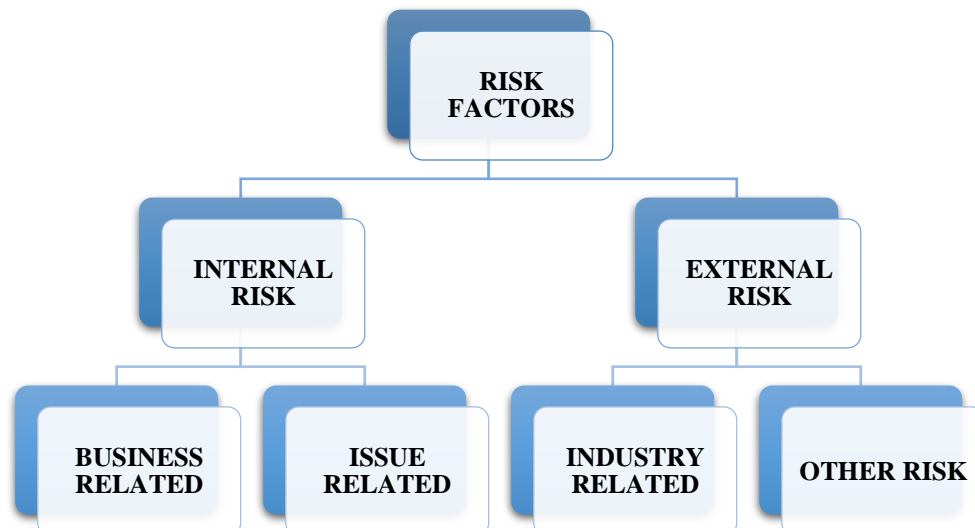 RISK
FACTORS
INTERNAL
RISK
EXTERNAL
RISK
BUSINESS
RELATED
ISSUE
RELATED
INDUSTRY
RELATED
OTHER RISK